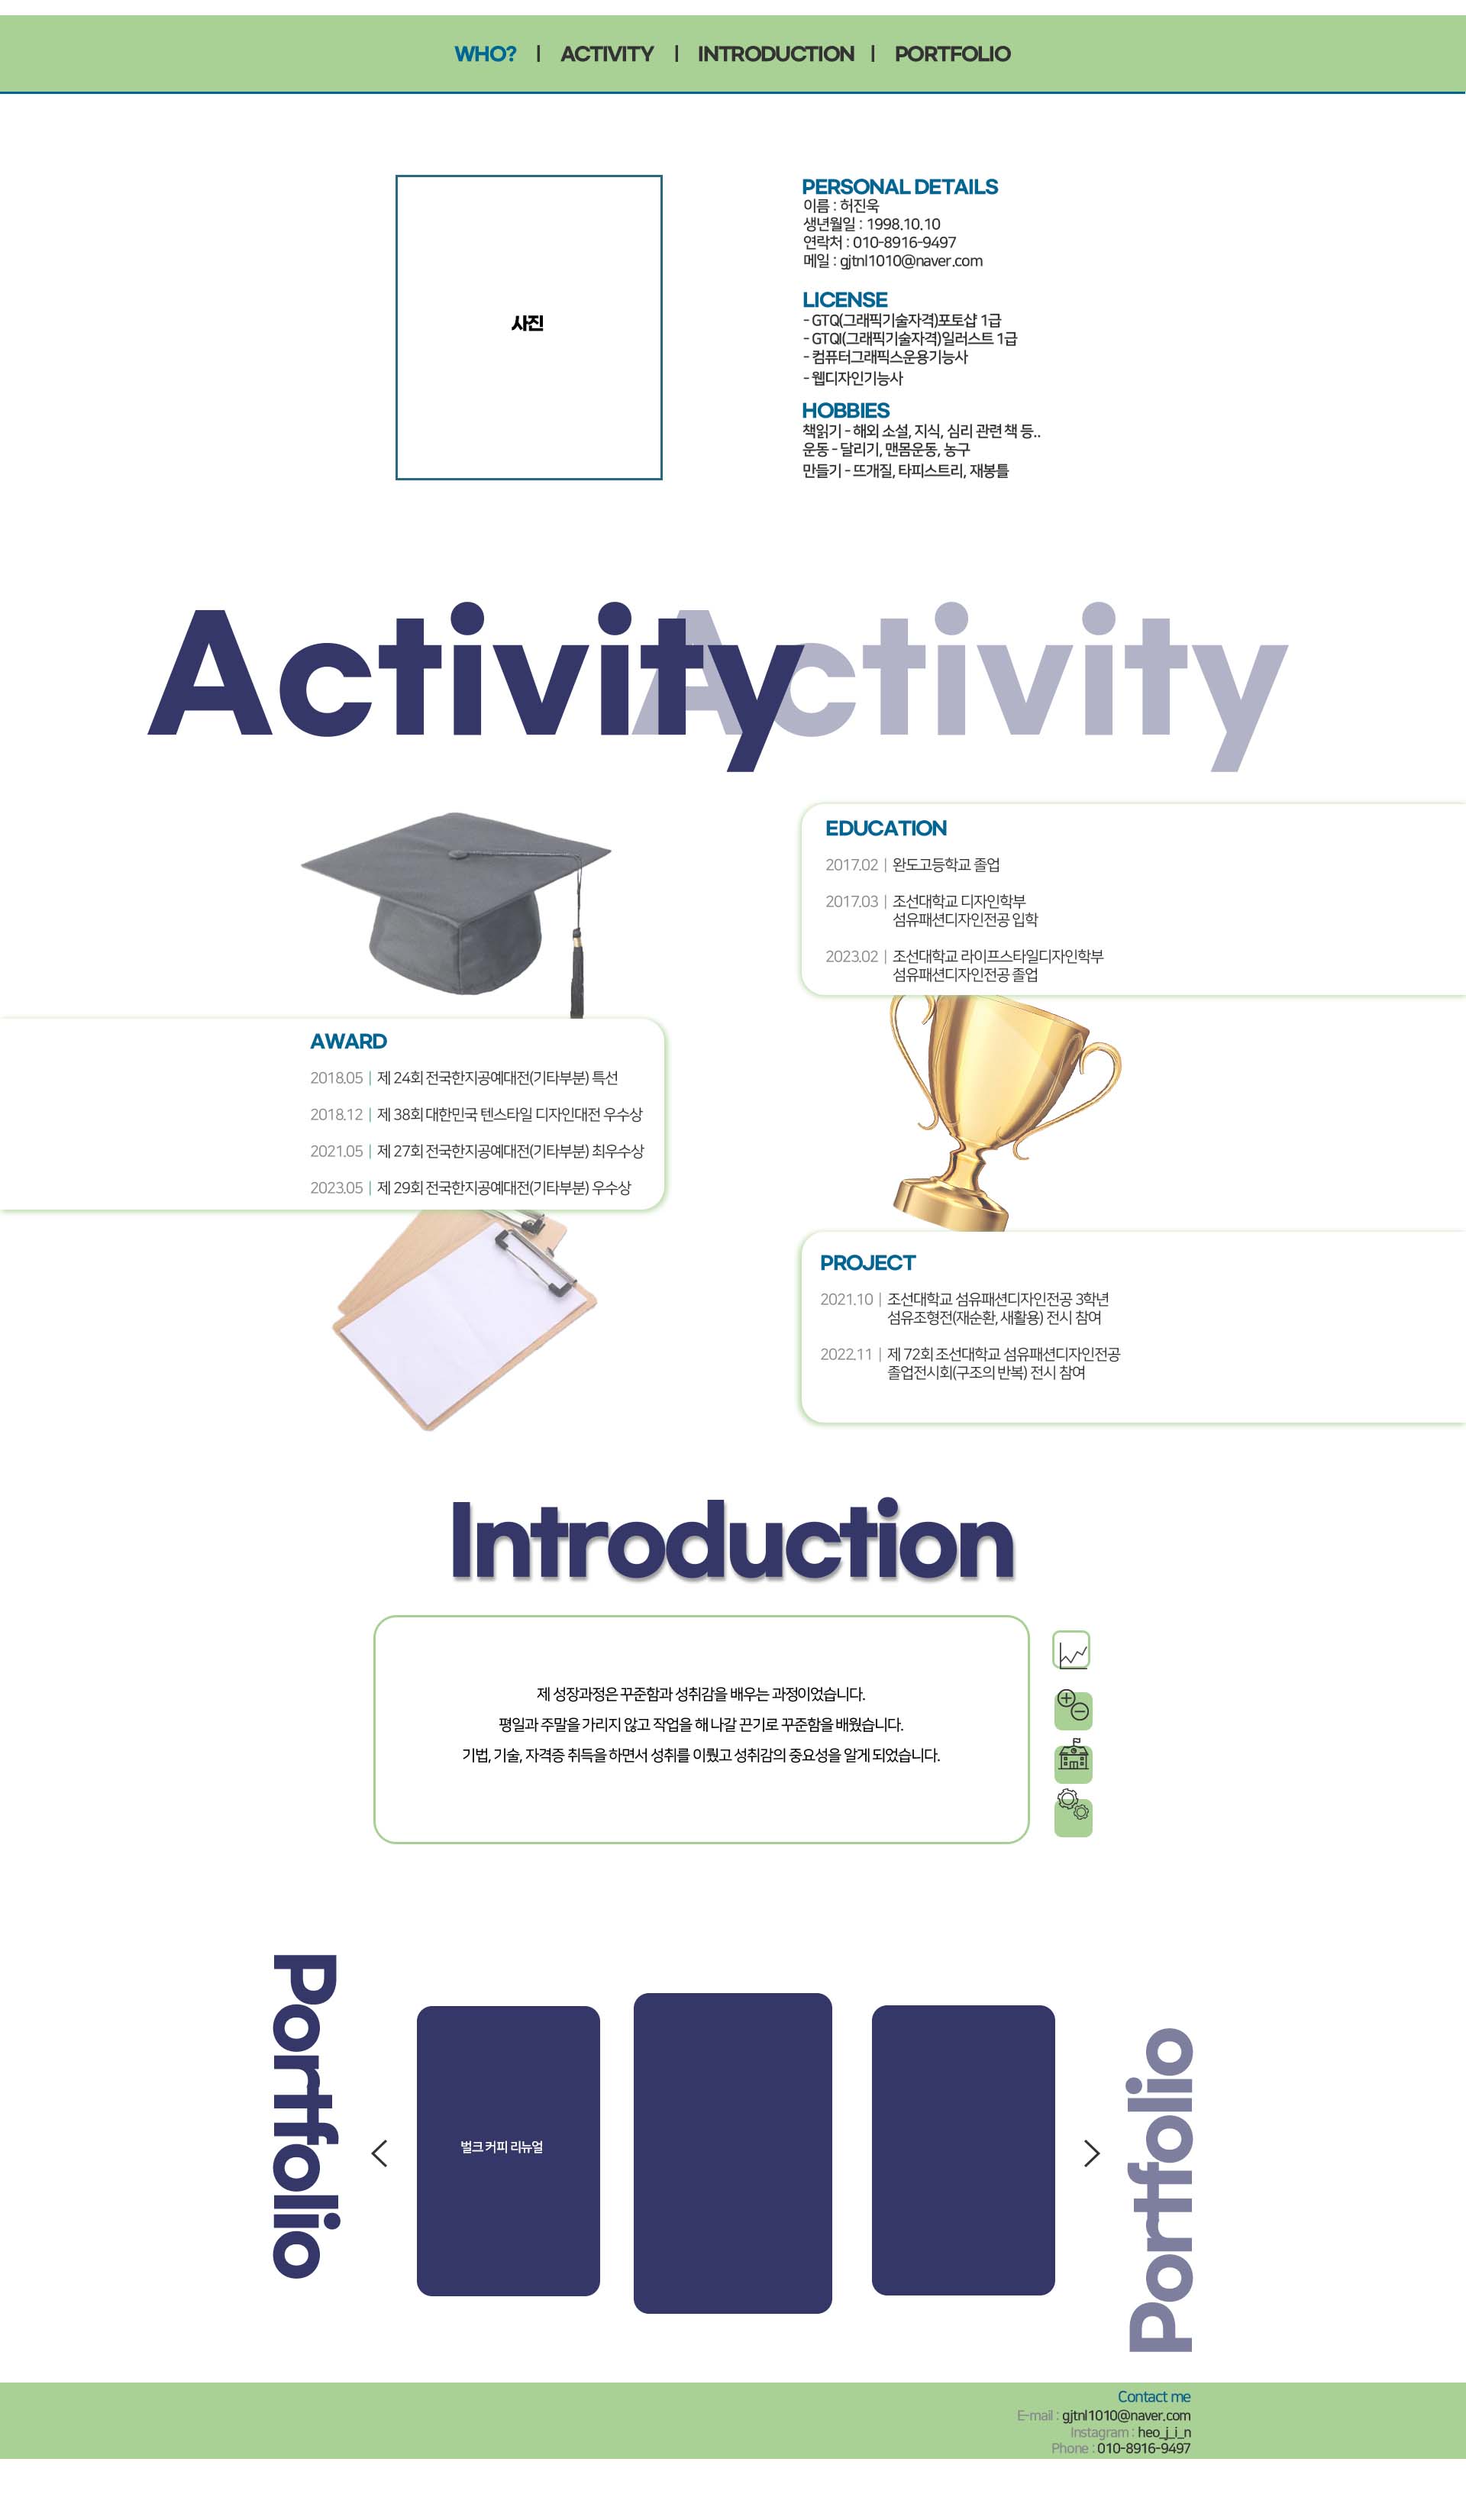 WHO? | ACTIVITY | INTRODUCTION | PORTFOLIO
사진
PERSONAL DETAILS
이름 : 허진욱
생년월일 : 1998.10.10
연락처 : 010-8916-9497
메일 : gjtnl1010@naver.com
LICENSE
- GTQ(그래픽기술자격)포토샵 1급
- GTQI(그래픽기술자격)일러스트 1급
- 컴퓨터그래픽스운용기능사
- 웹디자인기능사
HOBBIES
책읽기 - 해외 소설, 지식, 심리 관련 책 등..
운동 - 달리기, 맨몸운동, 농구
만들기 - 뜨개질, 타피스트리, 재봉틀
Activity Activity
EDUCATION
2017.02 | 완도고등학교 졸업
2017.03 | 조선대학교 디자인학부
섬유패션디자인전공 입학
2023.02 | 조선대학교 라이프스타일디자인학부
섬유패션디자인전공 졸업
AWARD
2018.05 | 제 24회 전국한지공예대전(기타부분) 특선
2018.12 | 제 38회 대한민국 텐스타일 디자인대전 우수상
2021.05 | 제 27회 전국한지공예대전(기타부분) 최우수상
2023.05 | 제 29회 전국한지공예대전(기타부분) 우수상
PROJECT
2021.10 | 조선대학교 섬유패션디자인전공 3학년
섬유조형전(재순환, 새활용) 전시 참여
2022.11 | 제 72회 조선대학교 섬유패션디자인전공
졸업전시회(구조의 반복) 전시 참여
Introduction
제 성장과정은 꾸준함과 성취감을 배우는 과정이었습니다.
평일과 주말을 가리지 않고 작업을 해 나갈 끈기로 꾸준함을 배웠습니다.
기법, 기술, 자격증 취득을 하면서 성취를 이뤘고 성취감의 중요성을 알게 되었습니다.
Portfolio
벌크 커피 리뉴얼
Portfolio
Contact me
E-mail : gjtnl1010@naver.com
Instagram : heo_j_i_n
Phone : 010-8916-9497